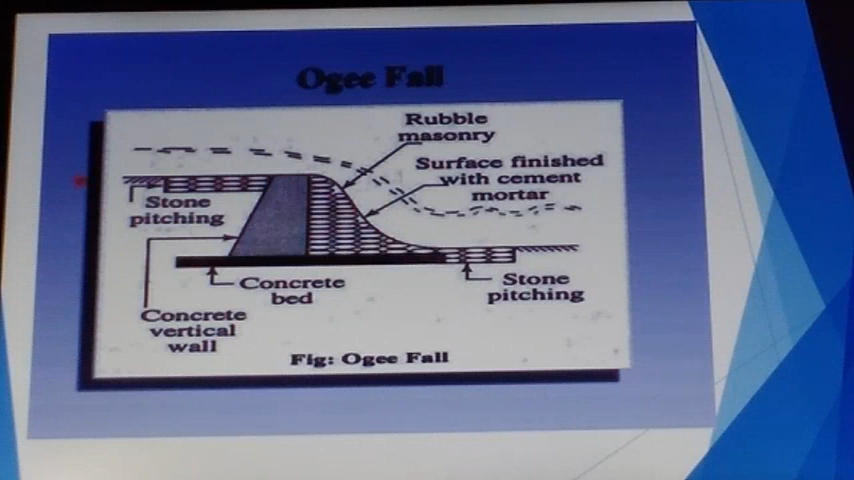 Ogee Fall
Rubble
masonry
Surface finished
with cement
mortar
Stone
pitching
Concrete
bed
Stone
pitching
Concrete
vertical
wall
Fig: Ogee Fall